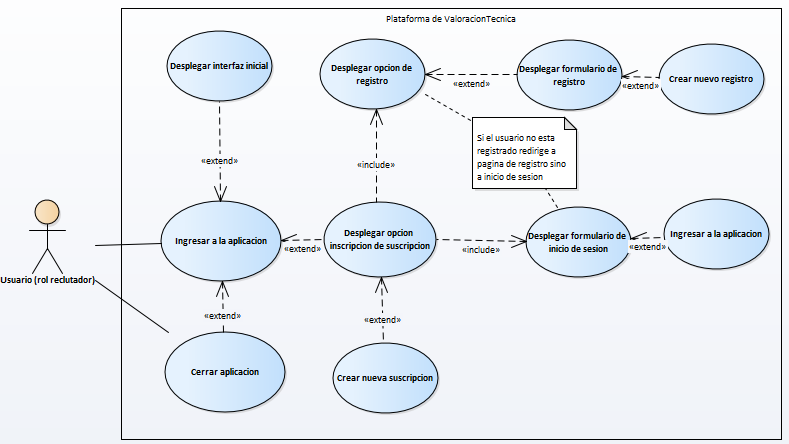 Plataforma de ValoracionTecnica
Desplegar interfaz inicial
Desplegar opcion de
registro
Desplegar formulario de
registro
Crear nuevo registro
«extend»
«extend»
Si el usuario no esta
registrado redirige a
pagina de registro sino
a inicio de sesion
«extend»
«include»
Ingresar a la aplicacion
Desplegar opcion
inscripcion de suscripcion
Desplegar formulario de
inicio de sesion
Ingresar a la aplicacion
«extend»
«include»
«extend»
Usuario (rol reclutador)
«extend»
«extend»
Cerrar aplicacion
Crear nueva suscripcion